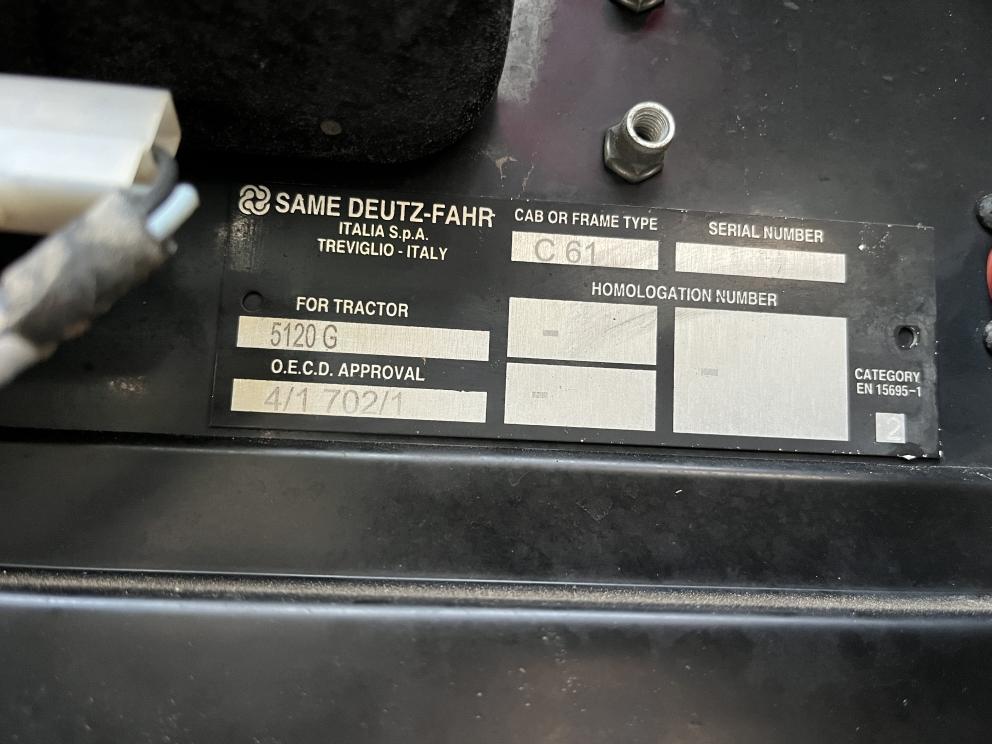 SAME DEUTZ-FAHR
ITALIA S.p.A.
TREVIGLIO - ITALY
CAB OR FRAME TYPE
C 61
SERIAL NUMBER
HOMOLOGATION NUMBER
-
---
---
FOR TRACTOR
5120 G
O.E.C.D. APPROVAL
4/1 702/1
CATEGORY
EN 15695-1
2